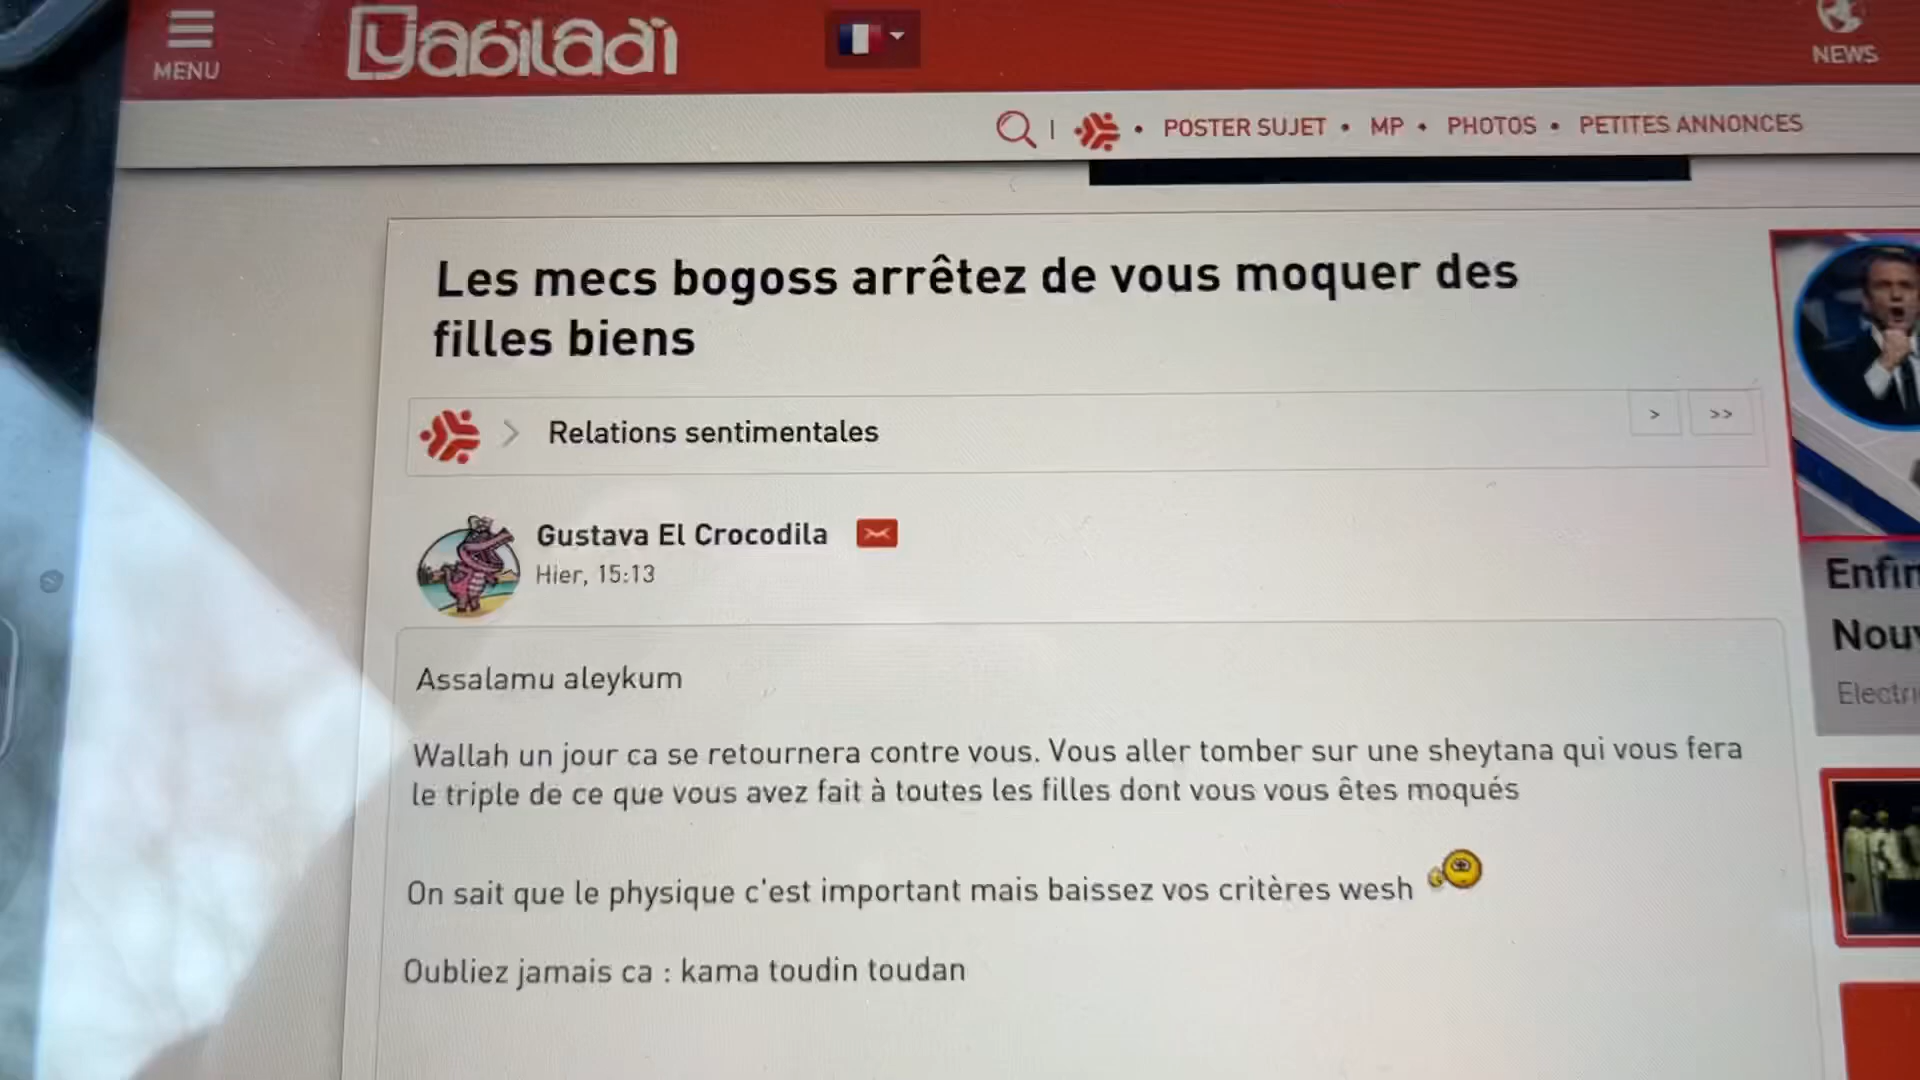 MENU
yabiladi
NEWS
POSTER SUJET • MP • PHOTOS • PETITES ANNONCES
Les mecs bogoss arrêtez de vous moquer des
filles biens
Relations sentimentales
>
>>
Gustava El Crocodila
Hier, 15:13
Assalamu aleykum
Wallah un jour ca se retournera contre vous. Vous aller tomber sur une sheytana qui vous fera
le triple de ce que vous avez fait à toutes les filles dont vous vous êtes moqués
On sait que le physique c'est important mais baissez vos critères wesh
Oubliez jamais ca : kama toudin toudan